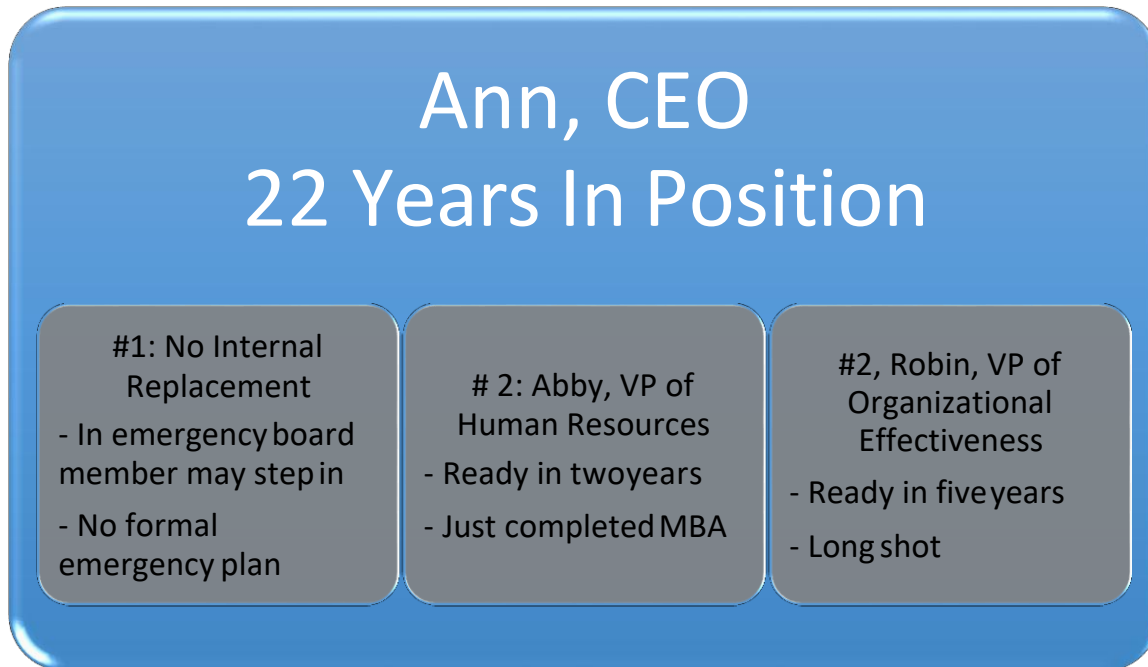 Ann, CEO
22 Years In Position
#1: No Internal
Replacement
- In emergency board
member may step in
- No formal
emergency plan
# 2: Abby, VP of
Human Resources
- Ready in two years
- Just completed MBA
#2, Robin, VP of
Organizational
Effectiveness
- Ready in five years
- Long shot